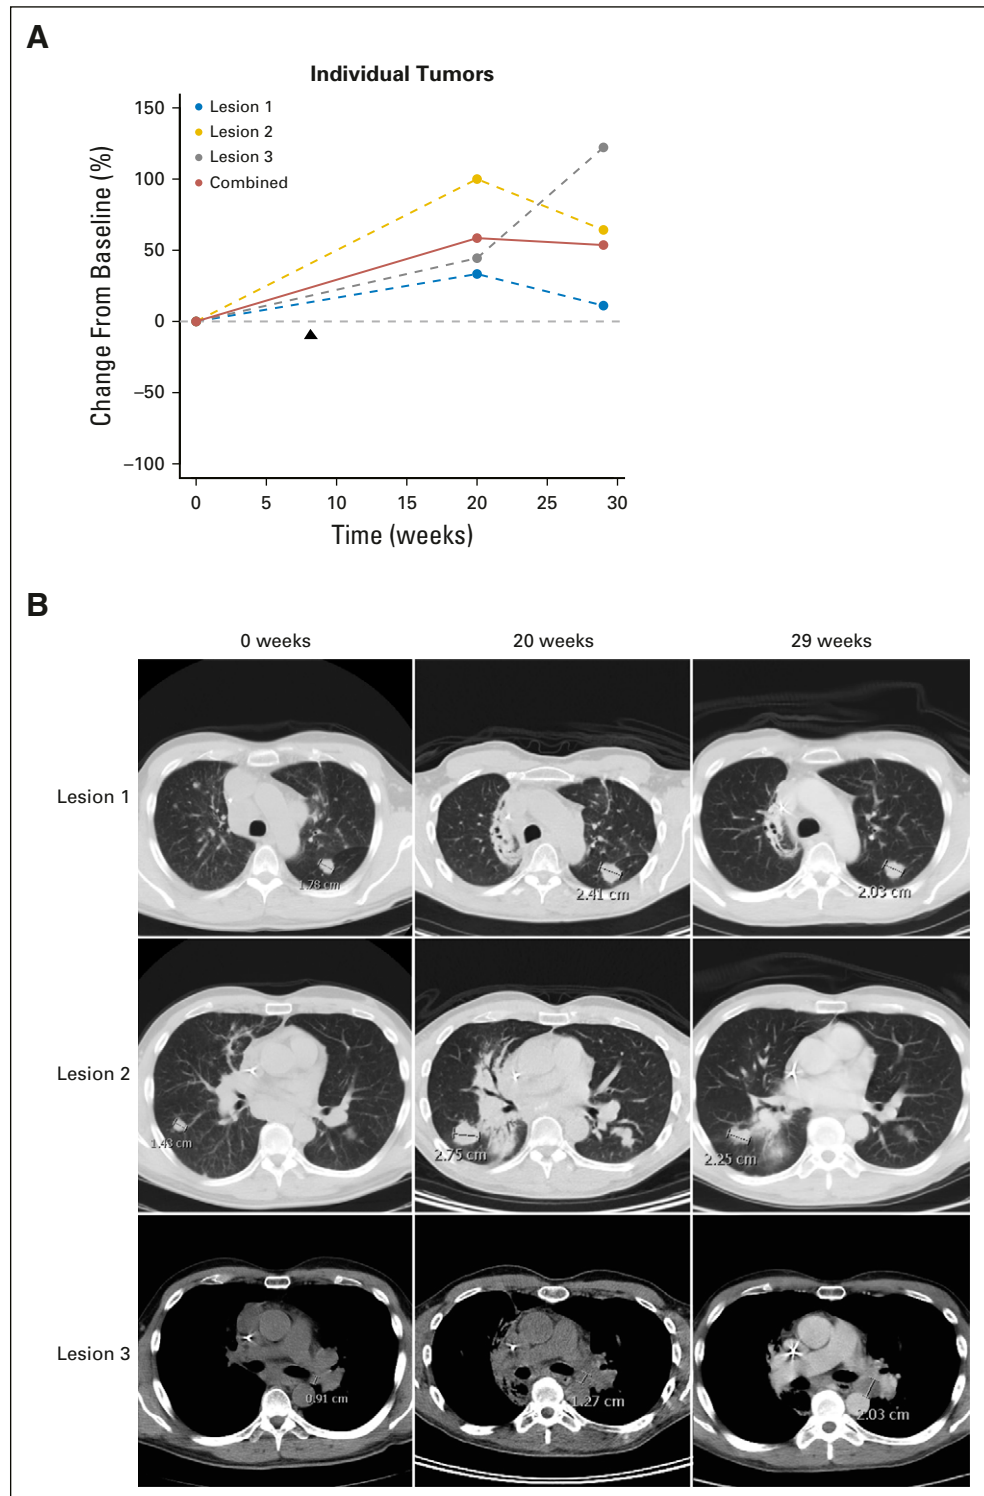 A
Individual Tumors
Lesion 1
Lesion 2
Lesion 3
Combined
150
100
50
0
–50
–100
Change From Baseline (%)
0 5 10 15 20 25 30
Time (weeks)
B
0 weeks 20 weeks 29 weeks
Lesion 1
1.78 cm 2.41 cm 2.03 cm
Lesion 2
1.43 cm 2.75 cm 2.25 cm
Lesion 3
0.91 cm 1.27 cm 2.03 cm